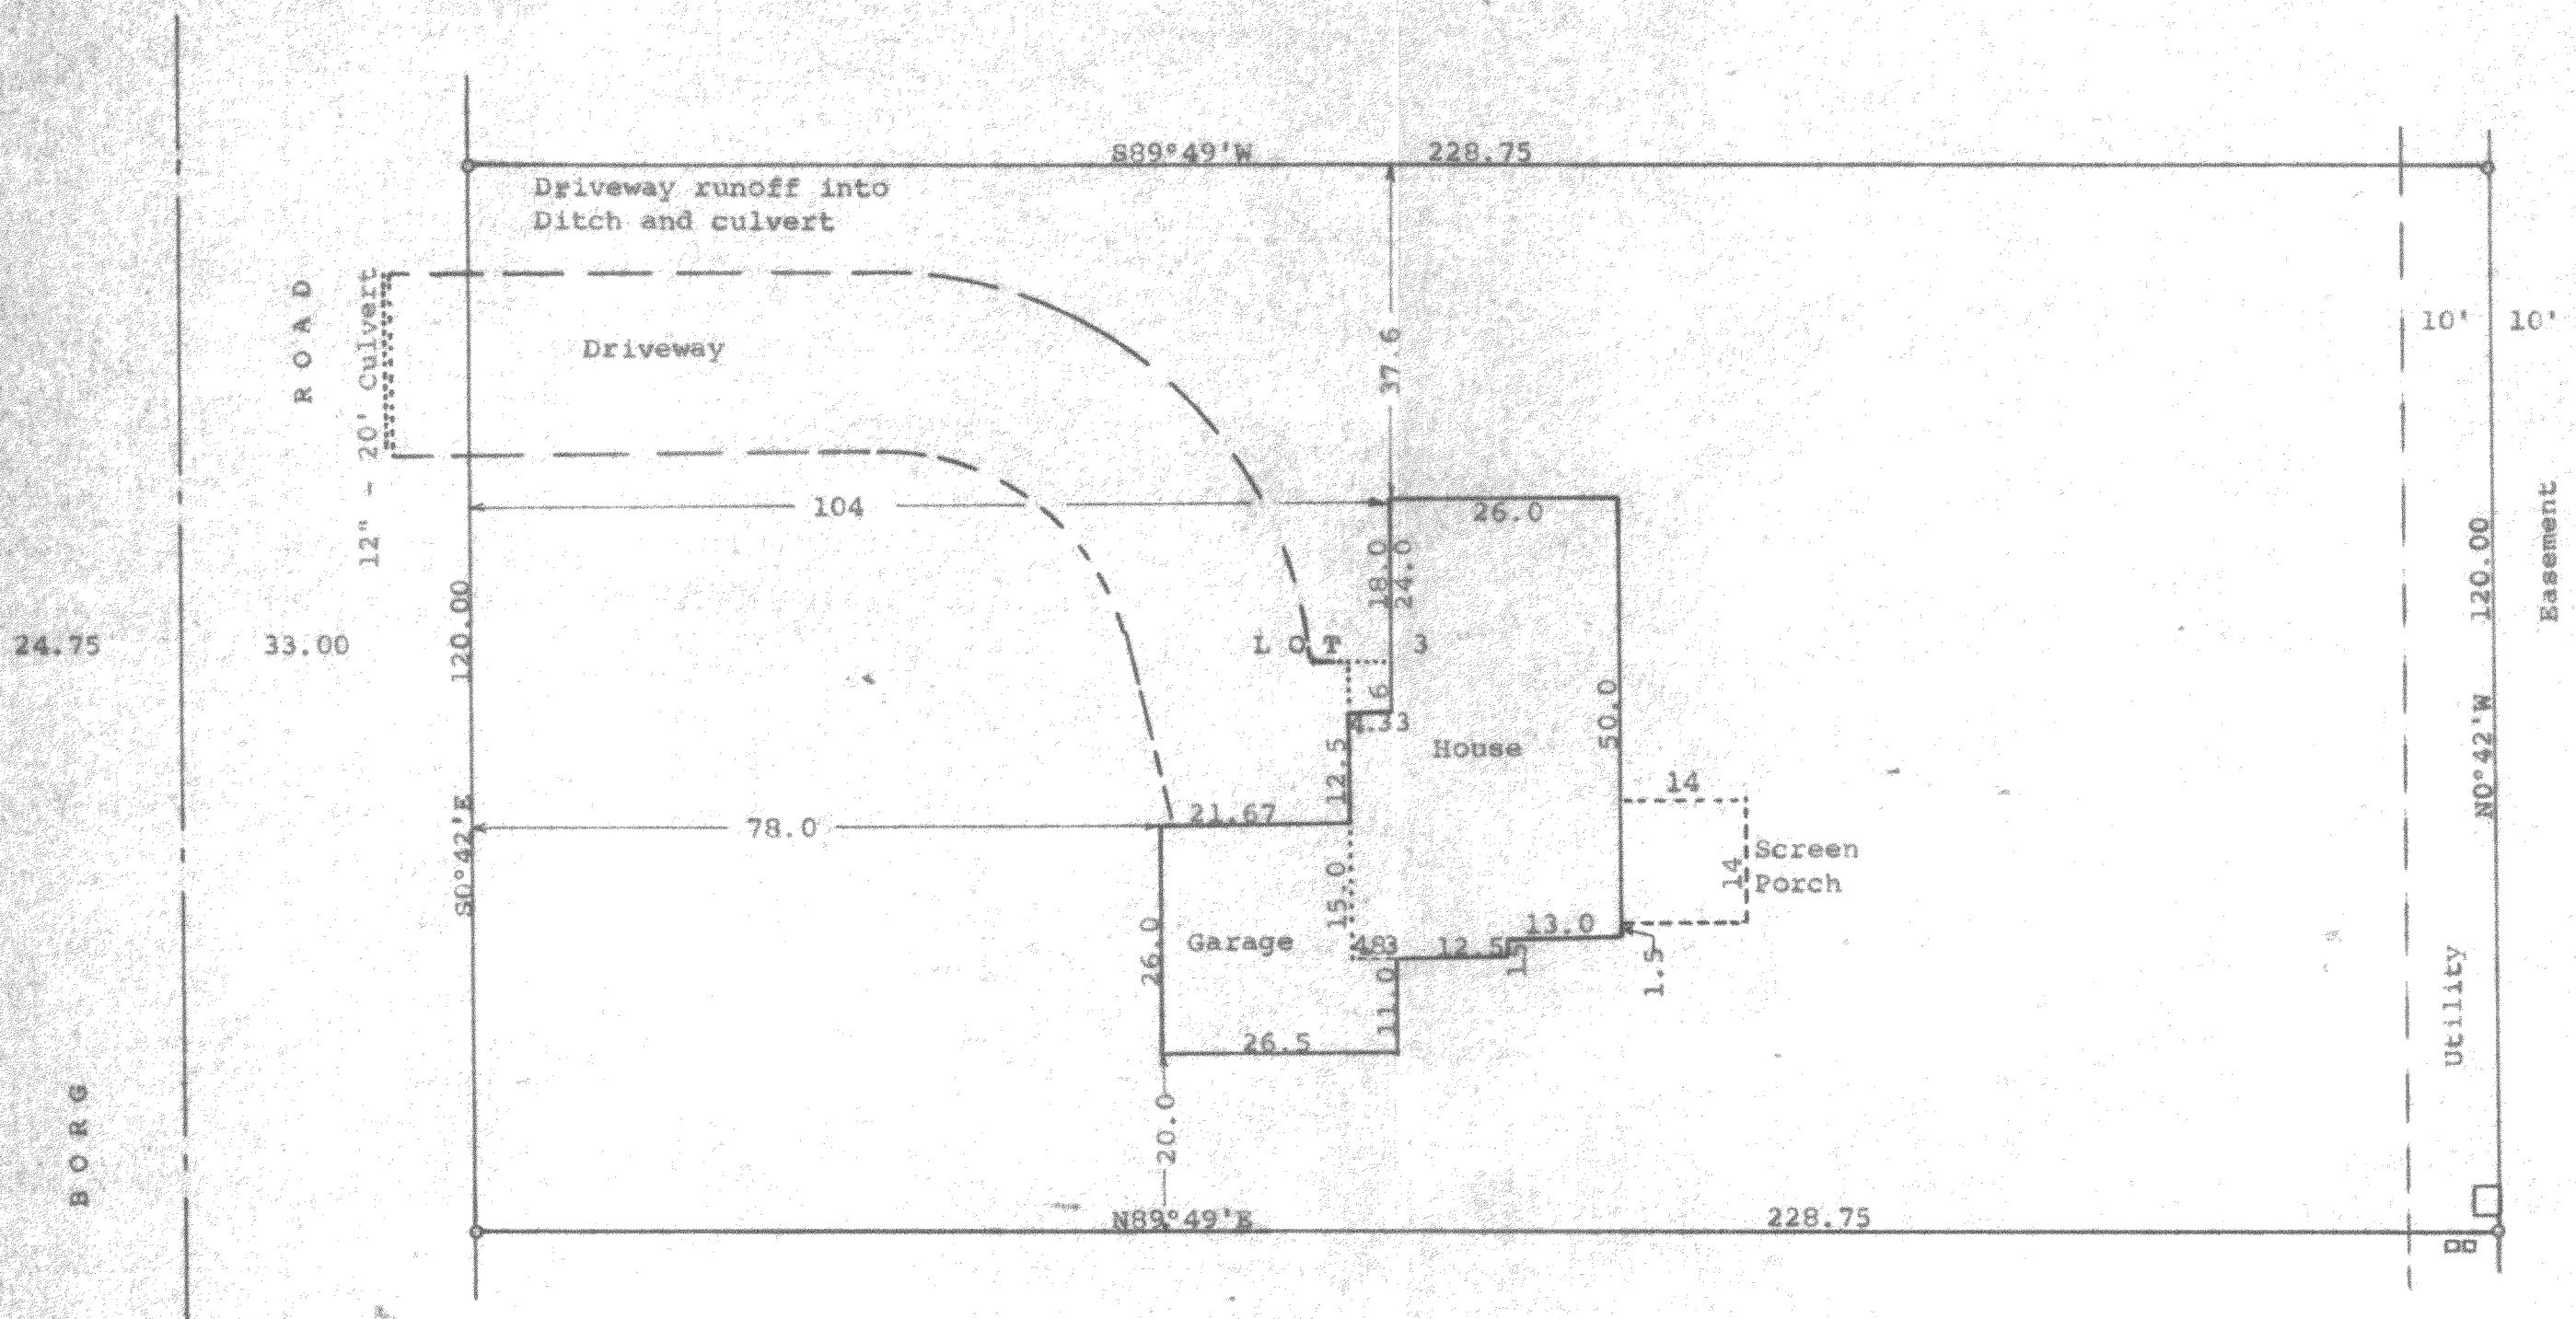 S89°49'W 228.75
Driveway runoff into
Ditch and culvert
ROAD
12" - 20' Culvert
Driveway
37.6
10' 10'
104
26.0
18.0
24.0
120.00
120.00
Easement
24.75
33.00
LOT 3
6
4.33
50.0
House
12.5
N0°42'W
14
21.67
78.0
S0°42'E
Screen
Porch
14
15.0
13.0
Garage
4.83
12.5
1.5
1.5
26.0
11.0
Utility
26.5
BORG
20.0
N89°49'E 228.75